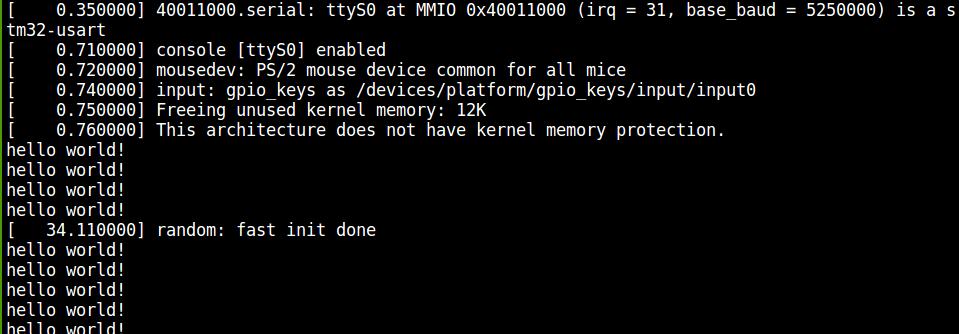 [    0.350000] 40011000.serial: ttyS0 at MMIO 0x40011000 (irq = 31, base_baud = 5250000) is a s
tm32-usart
[    0.710000] console [ttyS0] enabled
[    0.720000] mousedev: PS/2 mouse device common for all mice
[    0.740000] input: gpio_keys as /devices/platform/gpio_keys/input/input0
[    0.750000] Freeing unused kernel memory: 12K
[    0.760000] This architecture does not have kernel memory protection.
hello world!
hello world!
hello world!
hello world!
[   34.110000] random: fast init done
hello world!
hello world!
hello world!
hello world!
hello world!